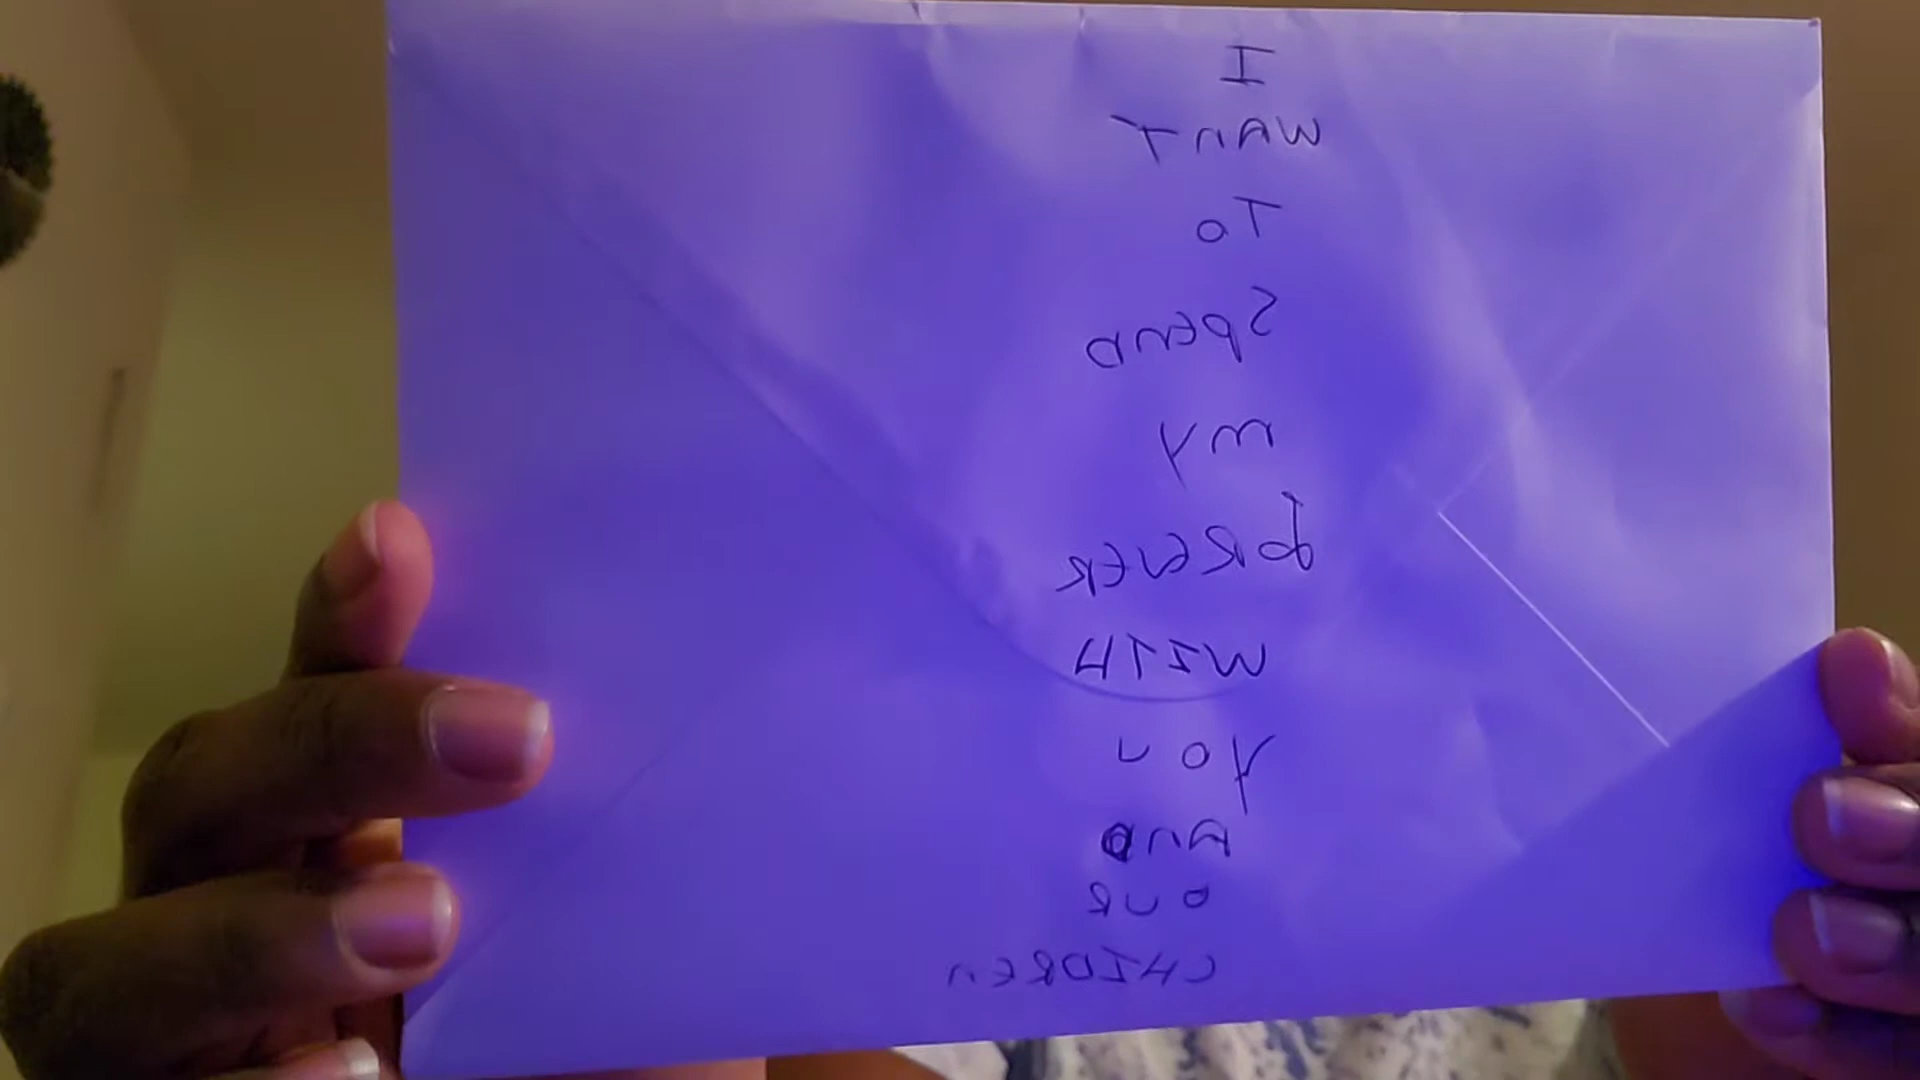 I
WANT
To
SpEND
my
foREVER
WITH
You
AND
OUR
CHIDREN